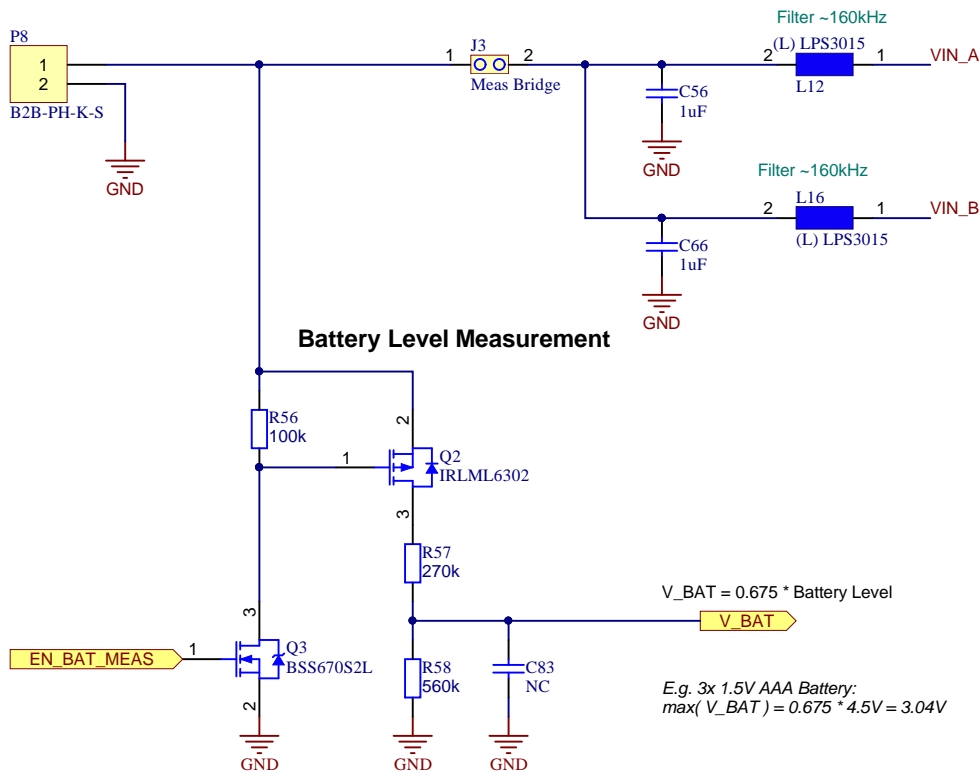 P8
1
2
B2B-PH-K-S
GND
1
J3
2
Meas Bridge
Filter ~160kHz
(L) LPS3015
2
1
L12
VIN_A
C56
1uF
GND
Filter ~160kHz
L16
2
1
(L) LPS3015
VIN_B
C66
1uF
GND
Battery Level Measurement
R56
100k
2
1
Q2
IRLML6302
3
R57
270k
V_BAT = 0.675 * Battery Level
V_BAT
3
EN_BAT_MEAS
1
Q3
BSS670S2L
2
R58
560k
C83
NC
E.g. 3x 1.5V AAA Battery:
max( V_BAT ) = 0.675 * 4.5V = 3.04V
GND
GND
GND